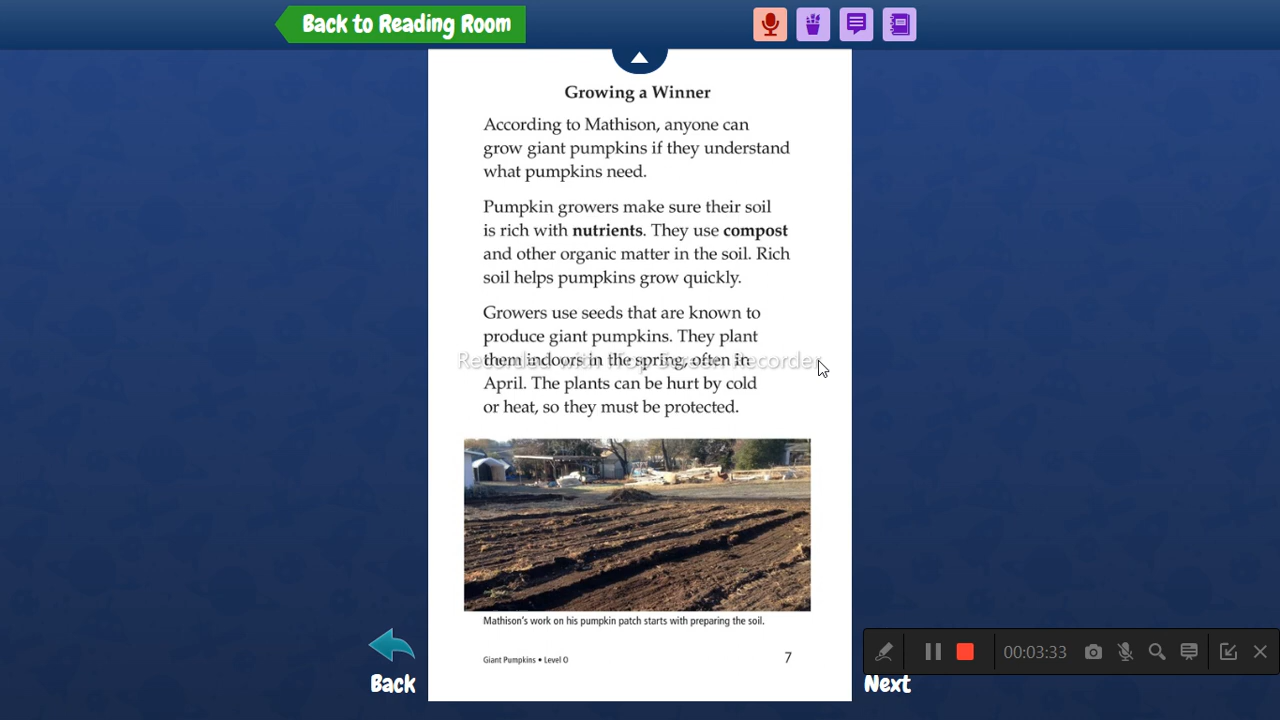 Back to Reading Room
Growing a Winner
According to Mathison, anyone can
grow giant pumpkins if they understand
what pumpkins need.
Pumpkin growers make sure their soil
is rich with nutrients. They use compost
and other organic matter in the soil. Rich
soil helps pumpkins grow quickly.
Growers use seeds that are known to
produce giant pumpkins. They plant
them indoors in the spring, often in
Recorded with iTop Screen Recorder
April. The plants can be hurt by cold
or heat, so they must be protected.
Mathison's work on his pumpkin patch starts with preparing the soil.
Giant Pumpkins • Level O
7
00:03:33
Back
Next